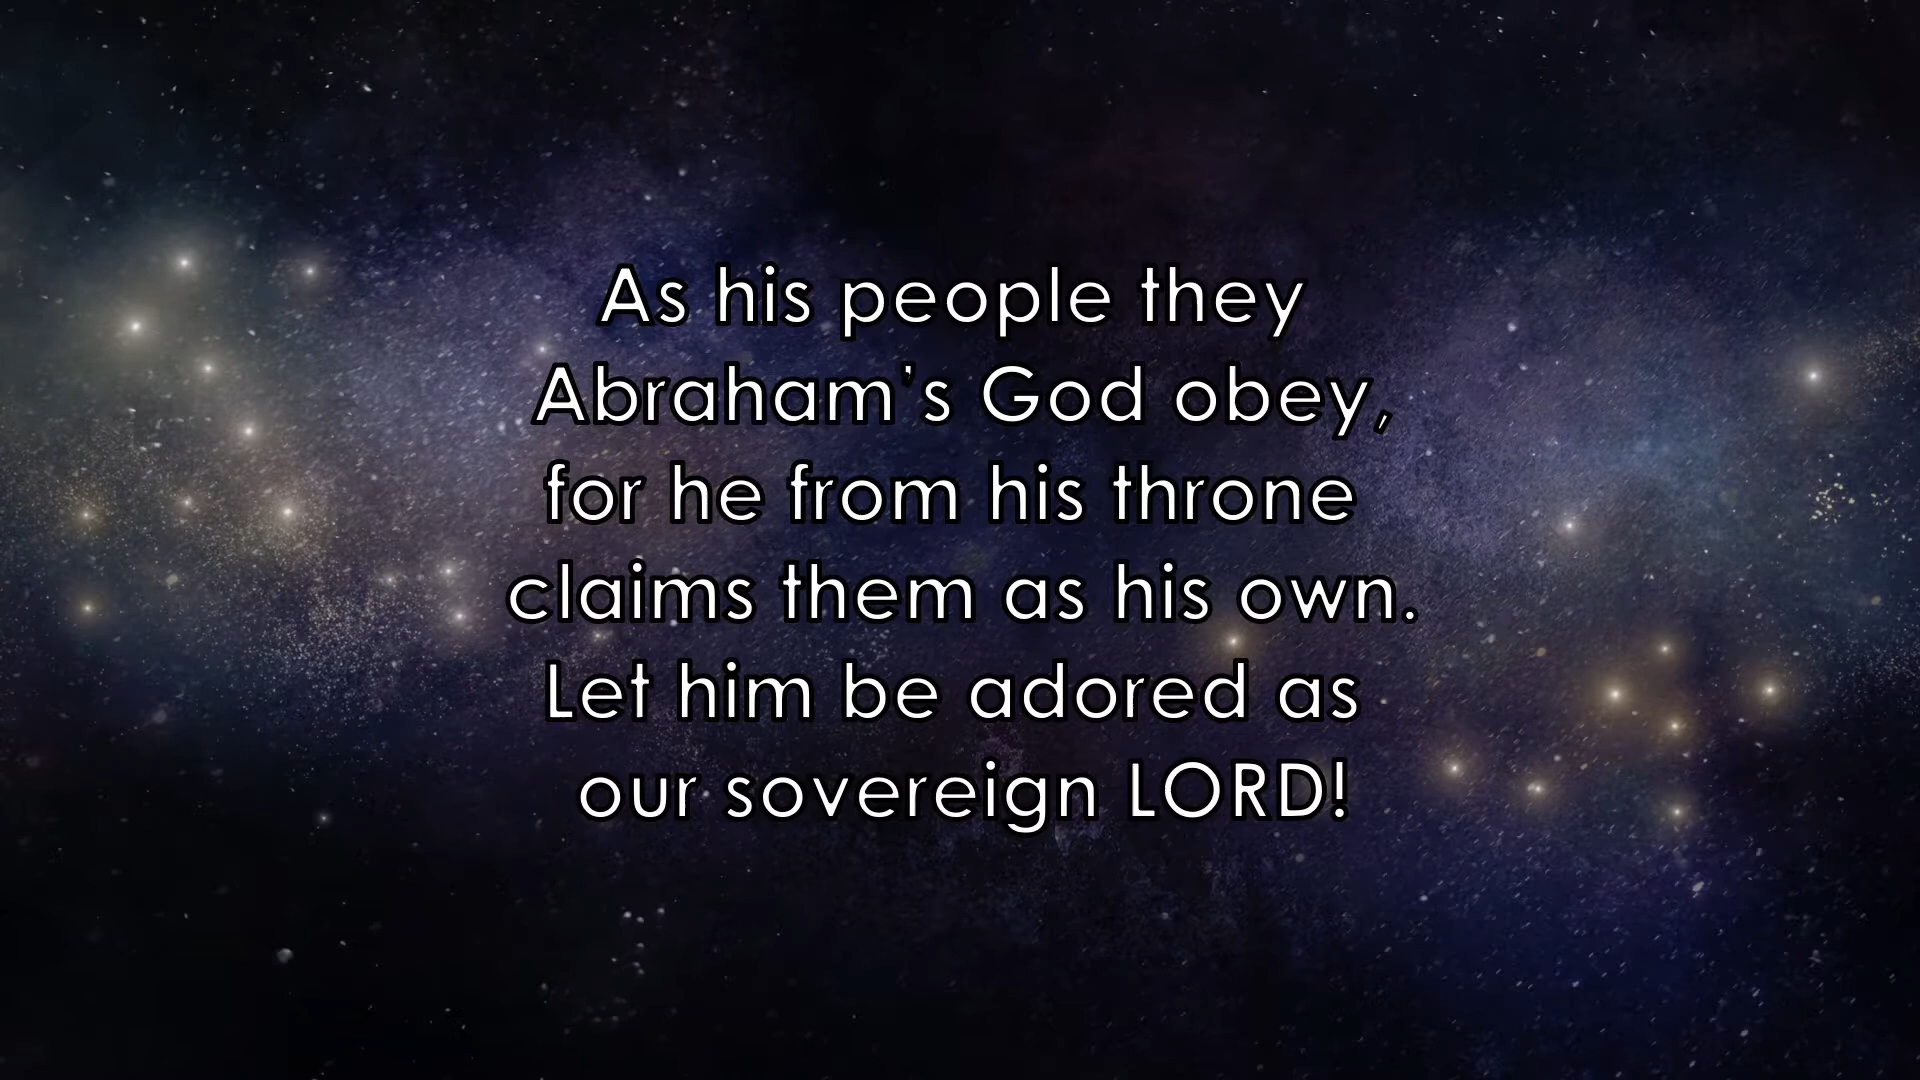 As his people they
Abraham's God obey,
for he from his throne
claims them as his own.
Let him be adored as
our sovereign LORD!